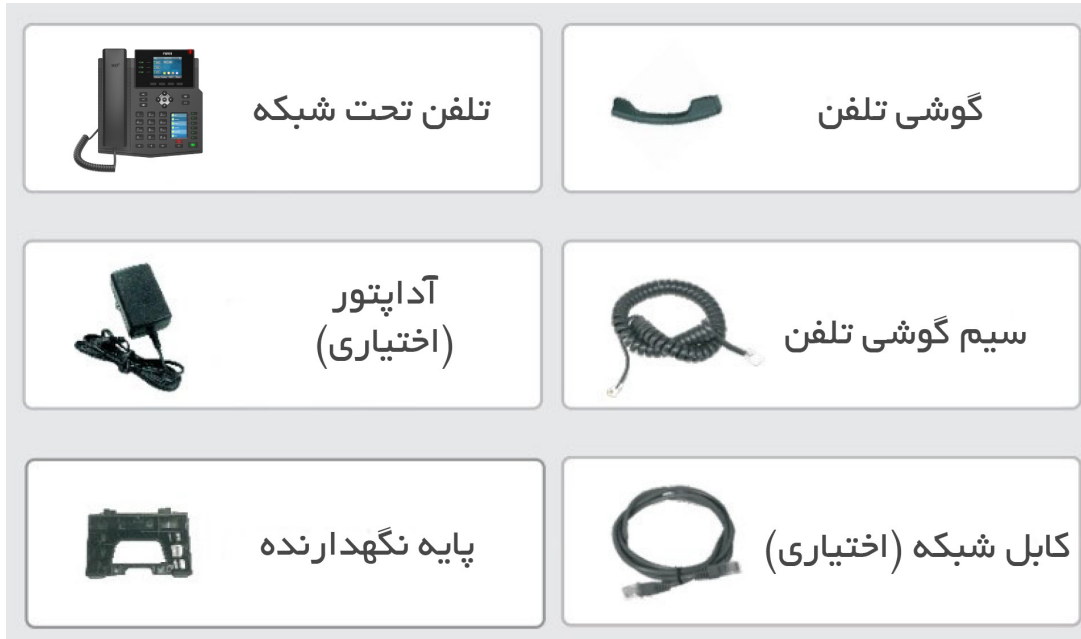 گوشی تلفن
تلفن تحت شبکه
سیم گوشی تلفن
آداپتور
(اختیاری)
کابل شبکه (اختیاری)
پایه نگهدارنده